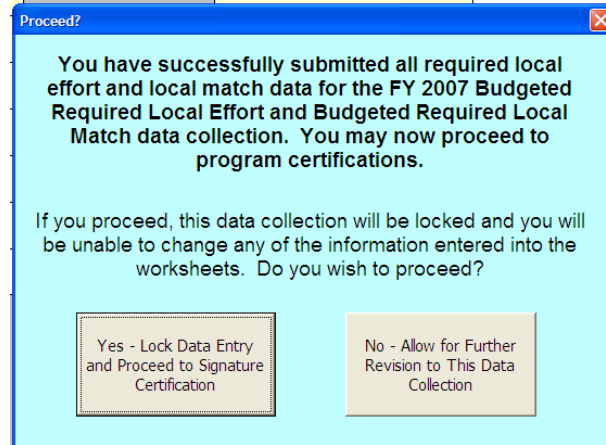 Proceed?
You have successfully submitted all required local
effort and local match data for the FY 2007 Budgeted
Required Local Effort and Budgeted Required Local
Match data collection.  You may now proceed to
program certifications.
If you proceed, this data collection will be locked and you will
be unable to change any of the information entered into the
worksheets.  Do you wish to proceed?
Yes - Lock Data Entry
and Proceed to Signature
Certification
No - Allow for Further
Revision to This Data
Collection